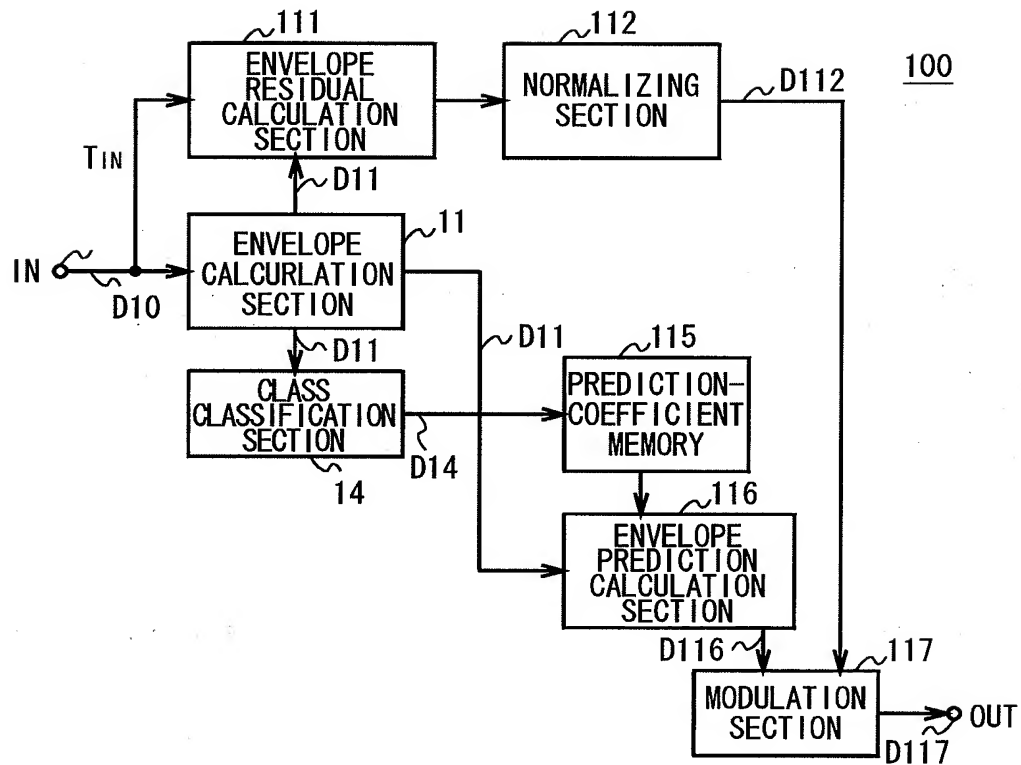 111
ENVELOPE
RESIDUAL
CALCULATION
SECTION
112
NORMALIZING
SECTION
D112
100
TIN
D11
IN
D10
11
ENVELOPE
CALCURLATION
SECTION
D11
D11
CLASS
CLASSIFICATION
SECTION
14
D14
115
PREDICTION-
COEFFICIENT
MEMORY
116
ENVELOPE
PREDICTION
CALCULATION
SECTION
D116
117
MODULATION
SECTION
OUT
D117